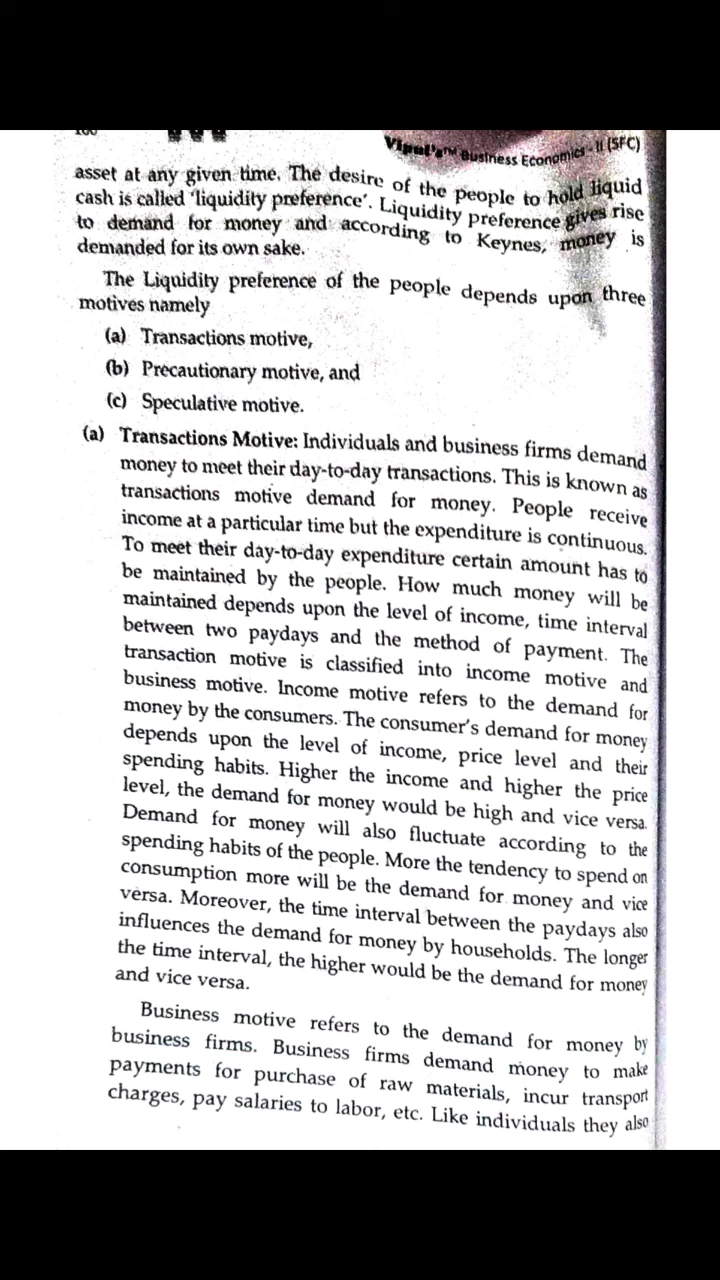 Vipul's™ Business Economics - II (SFC)
asset at any given time. The desire of the people to hold liquid
cash is called 'liquidity preference'. Liquidity preference gives rise
to demand for money and according to Keynes, money is
demanded for its own sake.
The Liquidity preference of the people depends upon three
motives namely
(a) Transactions motive,
(b) Precautionary motive, and
(c) Speculative motive.
(a) Transactions Motive: Individuals and business firms demand
money to meet their day-to-day transactions. This is known as
transactions motive demand for money. People receive
income at a particular time but the expenditure is continuous.
To meet their day-to-day expenditure certain amount has to
be maintained by the people. How much money will be
maintained depends upon the level of income, time interval
between two paydays and the method of payment. The
transaction motive is classified into income motive and
business motive. Income motive refers to the demand for
money by the consumers. The consumer's demand for money
depends upon the level of income, price level and their
spending habits. Higher the income and higher the price
level, the demand for money would be high and vice versa.
Demand for money will also fluctuate according to the
spending habits of the people. More the tendency to spend on
consumption more will be the demand for money and vice
versa. Moreover, the time interval between the paydays also
influences the demand for money by households. The longer
the time interval, the higher would be the demand for money
and vice versa.
Business motive refers to the demand for money by
business firms. Business firms demand money to make
payments for purchase of raw materials, incur transport
charges, pay salaries to labor, etc. Like individuals they also